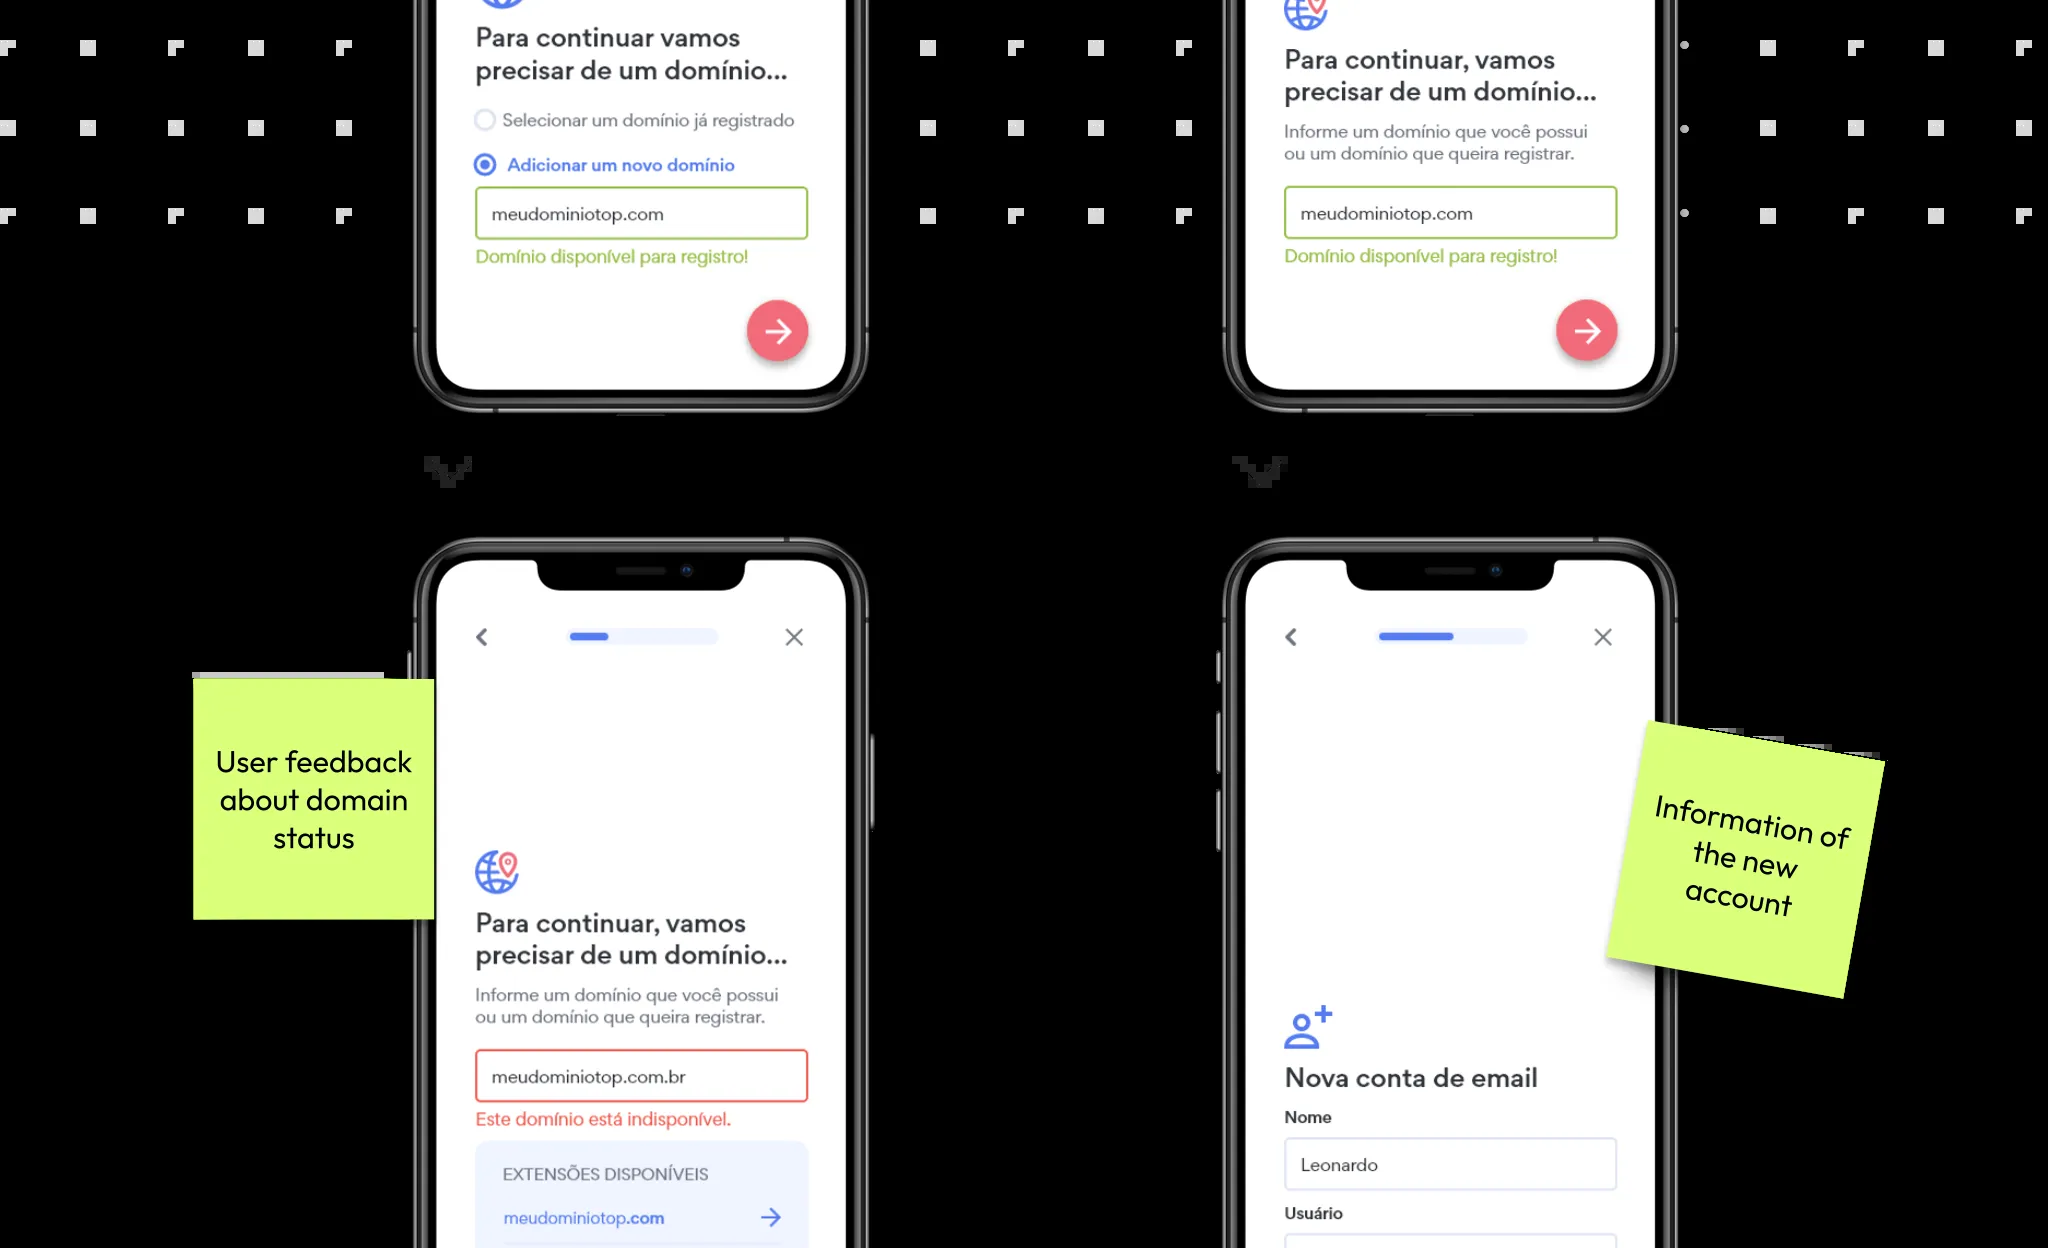 Para continuar vamos
precisar de um domínio...
Selecionar um domínio já registrado
Adicionar um novo domínio
meudominiotop.com
Domínio disponível para registro!
Para continuar, vamos
precisar de um domínio...
Informe um domínio que você possui
ou um domínio que queira registrar.
meudominiotop.com
Domínio disponível para registro!
User feedback
about domain
status
Para continuar, vamos
precisar de um domínio...
Informe um domínio que você possui
ou um domínio que queira registrar.
meudominiotop.com.br
Este domínio está indisponível.
EXTENSÕES DISPONÍVEIS
meudominiotop.com
Information of
the new
account
Nova conta de email
Nome
Leonardo
Usuário